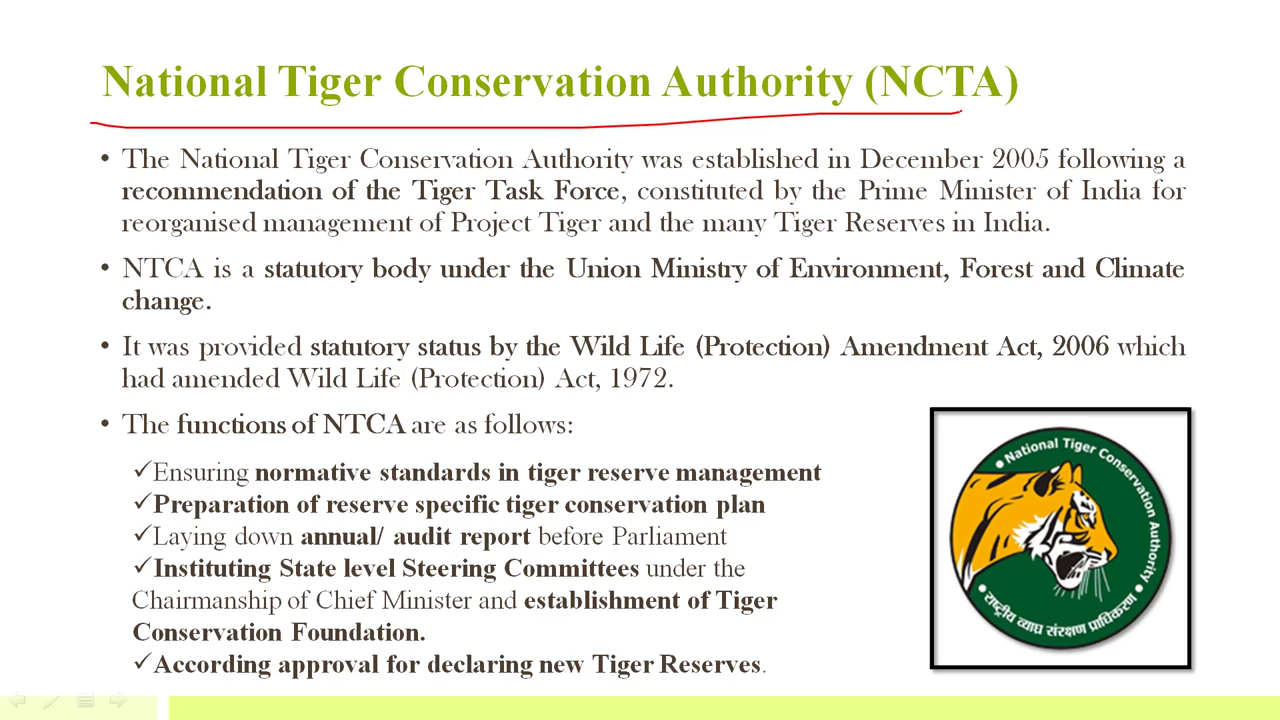 National Tiger Conservation Authority (NCTA)
• The National Tiger Conservation Authority was established in December 2005 following a
recommendation of the Tiger Task Force, constituted by the Prime Minister of India for
reorganised management of Project Tiger and the many Tiger Reserves in India.
• NTCA is a statutory body under the Union Ministry of Environment, Forest and Climate
change.
• It was provided statutory status by the Wild Life (Protection) Amendment Act, 2006 which
had amended Wild Life (Protection) Act, 1972.
• The functions of NTCA are as follows:
✓Ensuring normative standards in tiger reserve management
✓Preparation of reserve specific tiger conservation plan
✓Laying down annual/ audit report before Parliament
✓Instituting State level Steering Committees under the
Chairmanship of Chief Minister and establishment of Tiger
Conservation Foundation.
✓According approval for declaring new Tiger Reserves.
• National Tiger Conservation Authority •
राष्ट्रीय व्याघ्र संरक्षण प्राधिकरण